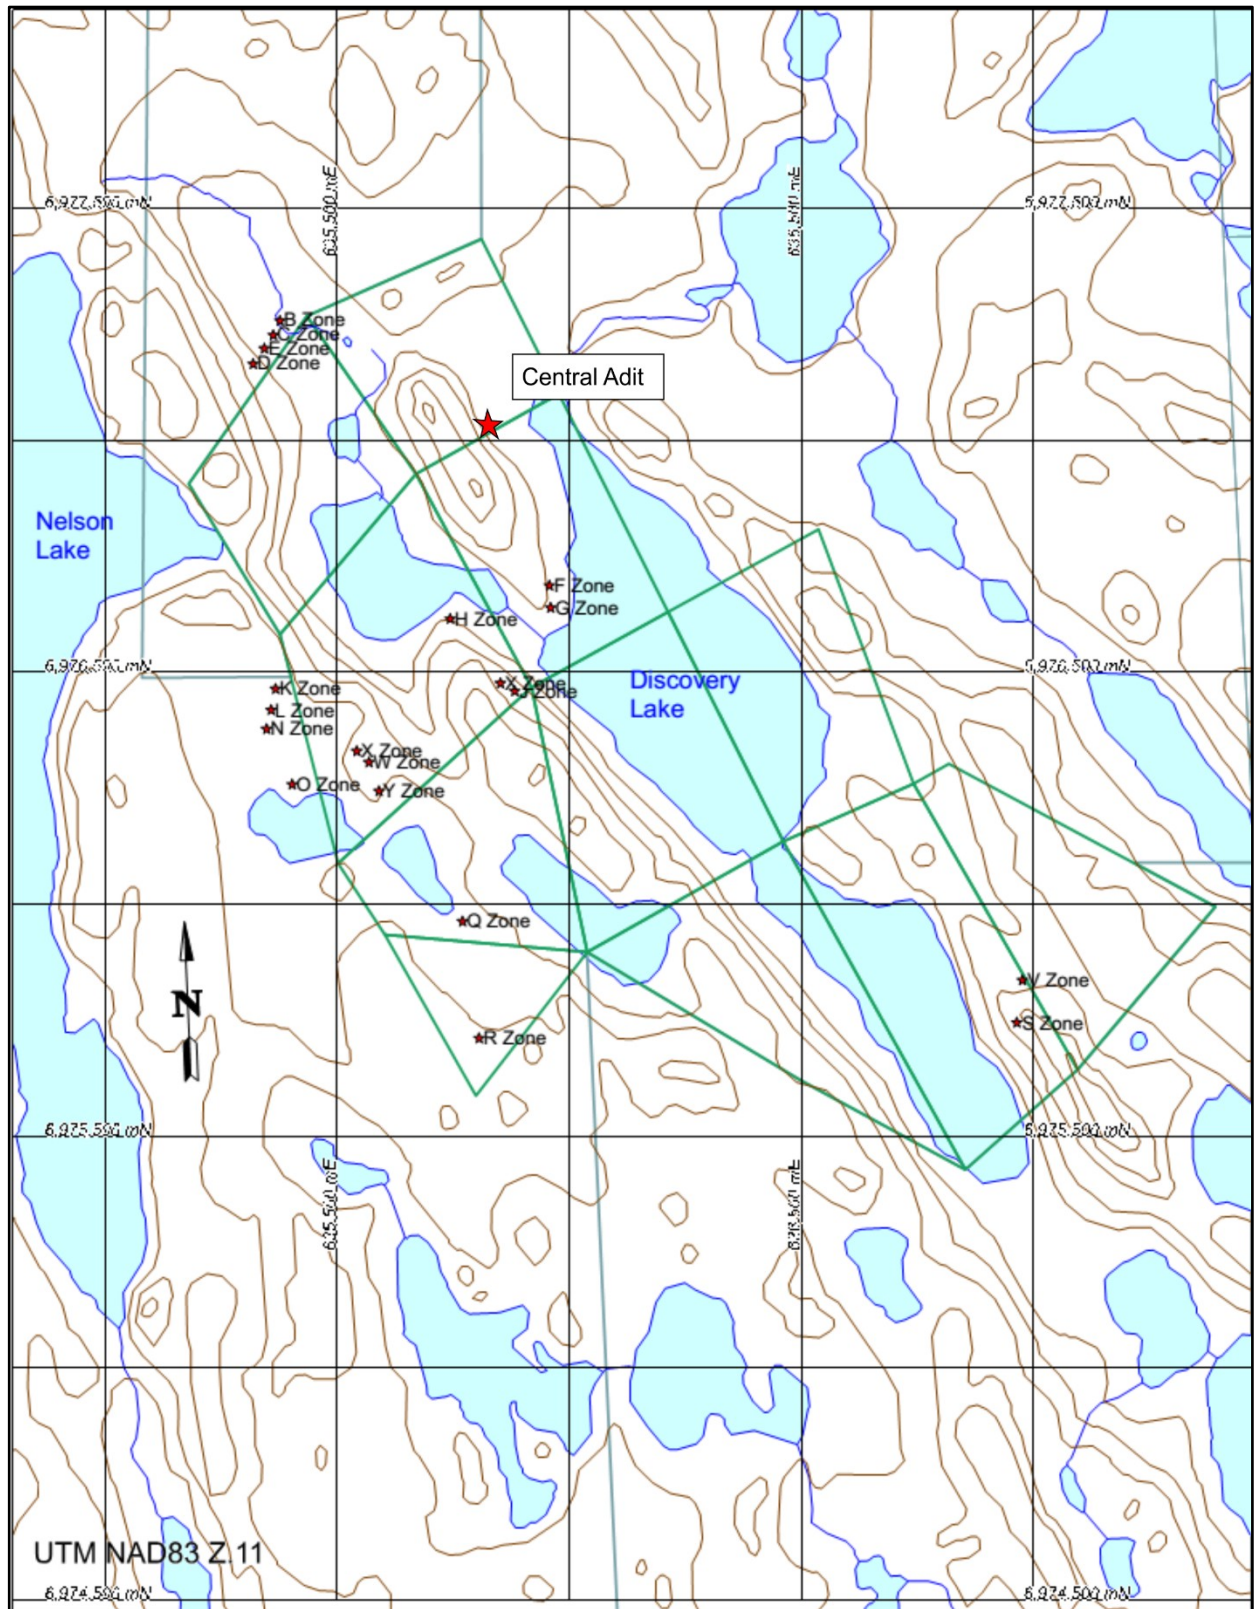 6,977,500 mN
635,500 mE
636,500 mE
6,977,500 mN
B Zone
C Zone
E Zone
D Zone
Central Adit
Nelson
Lake
F Zone
G Zone
H Zone
6,976,500 mN
6,976,500 mN
K Zone
X Zone
J Zone
Discovery
Lake
L Zone
N Zone
X Zone
W Zone
O Zone
Y Zone
Q Zone
N
V Zone
S Zone
R Zone
6,975,500 mN
6,975,500 mN
635,500 mE
636,500 mE
UTM NAD83 Z.11
6,974,500 mN
6,974,500 mN